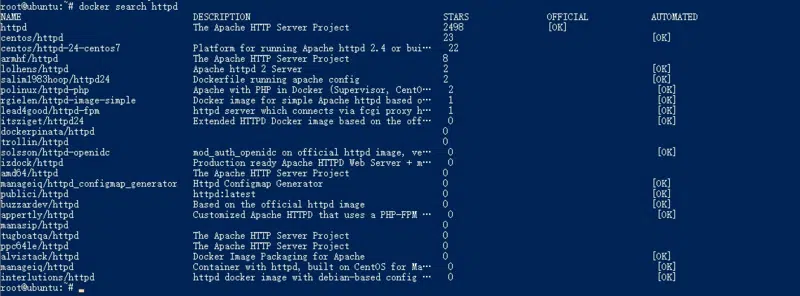 root@ubuntu:~# docker search httpd
NAME DESCRIPTION STARS OFFICIAL AUTOMATED
httpd The Apache HTTP Server Project 2498 [OK]
centos/httpd 23 [OK]
centos/httpd-24-centos7 Platform for running Apache httpd 2.4 or bui… 22
armhf/httpd The Apache HTTP Server Project 8
lolhens/httpd Apache httpd 2 Server 2 [OK]
salim1983hoop/httpd24 Dockerfile running apache config 2 [OK]
polinux/httpd-php Apache with PHP in Docker (Supervisor, CentO… 2 [OK]
rgielen/httpd-image-simple Docker image for simple Apache httpd based o… 1 [OK]
lead4good/httpd-fpm httpd server which connects via fcgi proxy h… 1 [OK]
itsziget/httpd24 Extended HTTPD Docker image based on the off… 0 [OK]
dockerpinata/httpd 0
trollin/httpd 0
solsson/httpd-openidc mod_auth_openidc on official httpd image, ve… 0 [OK]
izdock/httpd Production ready Apache HTTPD Web Server + m… 0
amd64/httpd The Apache HTTP Server Project 0
manageiq/httpd_configmap_generator Httpd Configmap Generator 0 [OK]
publici/httpd httpd:latest 0 [OK]
buzzardev/httpd Based on the official httpd image 0 [OK]
appertly/httpd Customized Apache HTTPD that uses a PHP-FPM … 0 [OK]
manasip/httpd 0
tugboatqa/httpd The Apache HTTP Server Project 0
ppc64le/httpd The Apache HTTP Server Project 0
alvistack/httpd Docker Image Packaging for Apache 0 [OK]
manageiq/httpd Container with httpd, built on CentOS for Ma… 0 [OK]
interlutions/httpd httpd docker image with debian-based config … 0 [OK]
root@ubuntu:~#